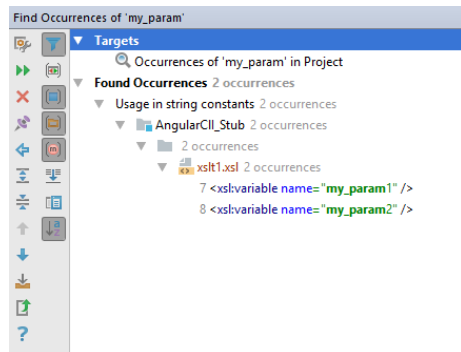 Find Occurrences of 'my_param'
Targets
Occurrences of 'my_param' in Project
Found Occurrences 2 occurrences
Usage in string constants 2 occurrences
AngularClI_Stub 2 occurrences
2 occurrences
xslt1.xsl 2 occurrences
7 <xsl:variable name="my_param1" />
8 <xsl:variable name="my_param2" />